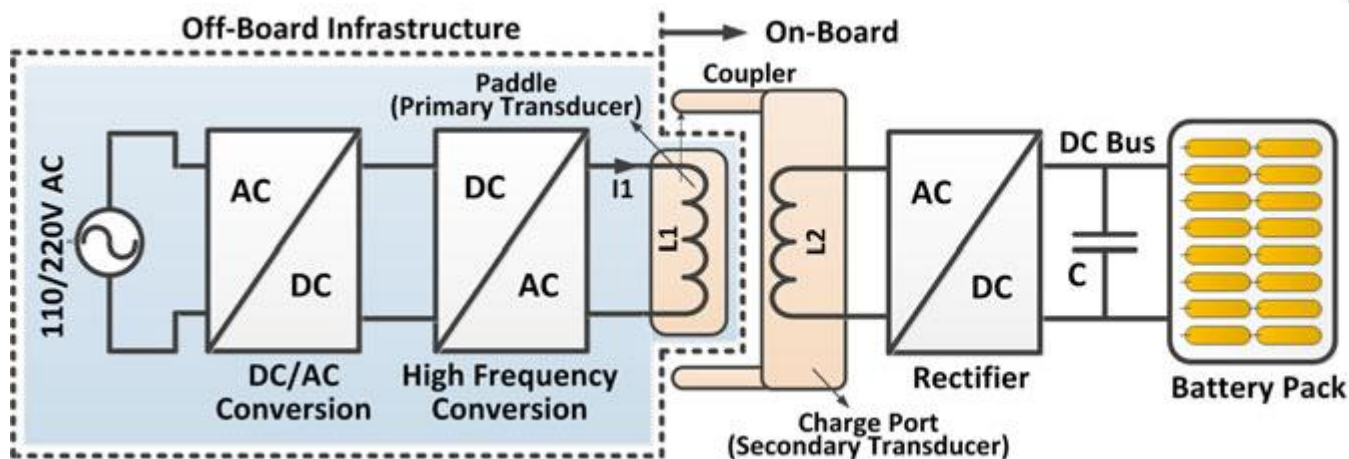 Off-Board Infrastructure
On-Board
Paddle
(Primary Transducer)
Coupler
110/220V AC
AC
DC
DC/AC
Conversion
DC
AC
High Frequency
Conversion
I1
L1
L2
AC
DC
Rectifier
DC Bus
C
Battery Pack
Charge Port
(Secondary Transducer)